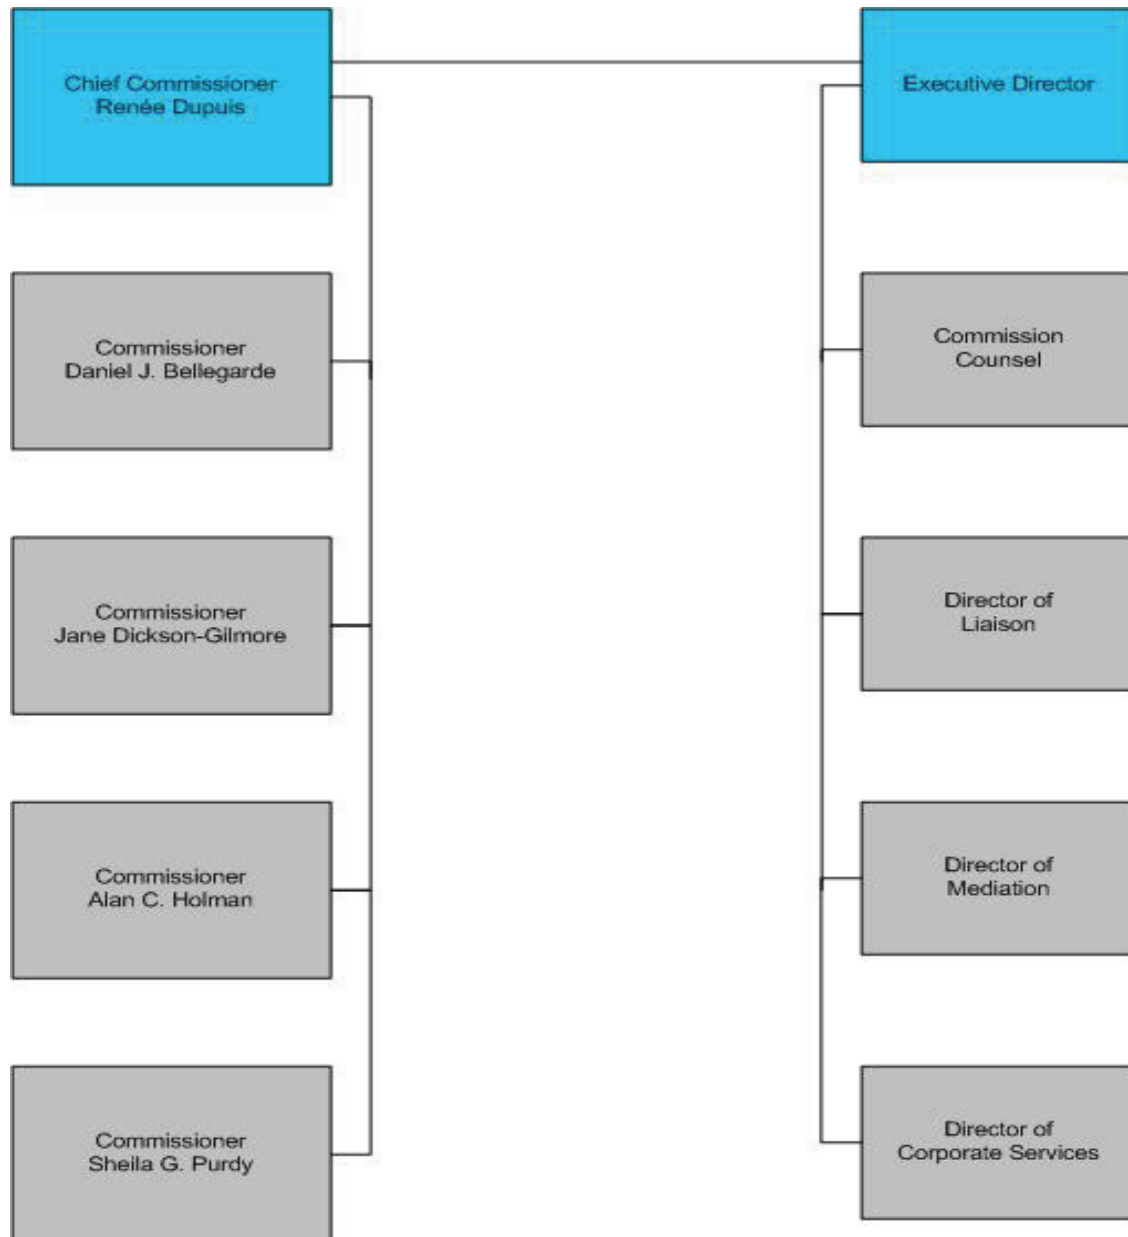 Chief Commissioner
Renée Dupuis
Executive Director
Commissioner
Daniel J. Bellegarde
Commission
Counsel
Commissioner
Jane Dickson-Gilmore
Director of
Liaison
Commissioner
Alan C. Holman
Director of
Mediation
Commissioner
Sheila G. Purdy
Director of
Corporate Services